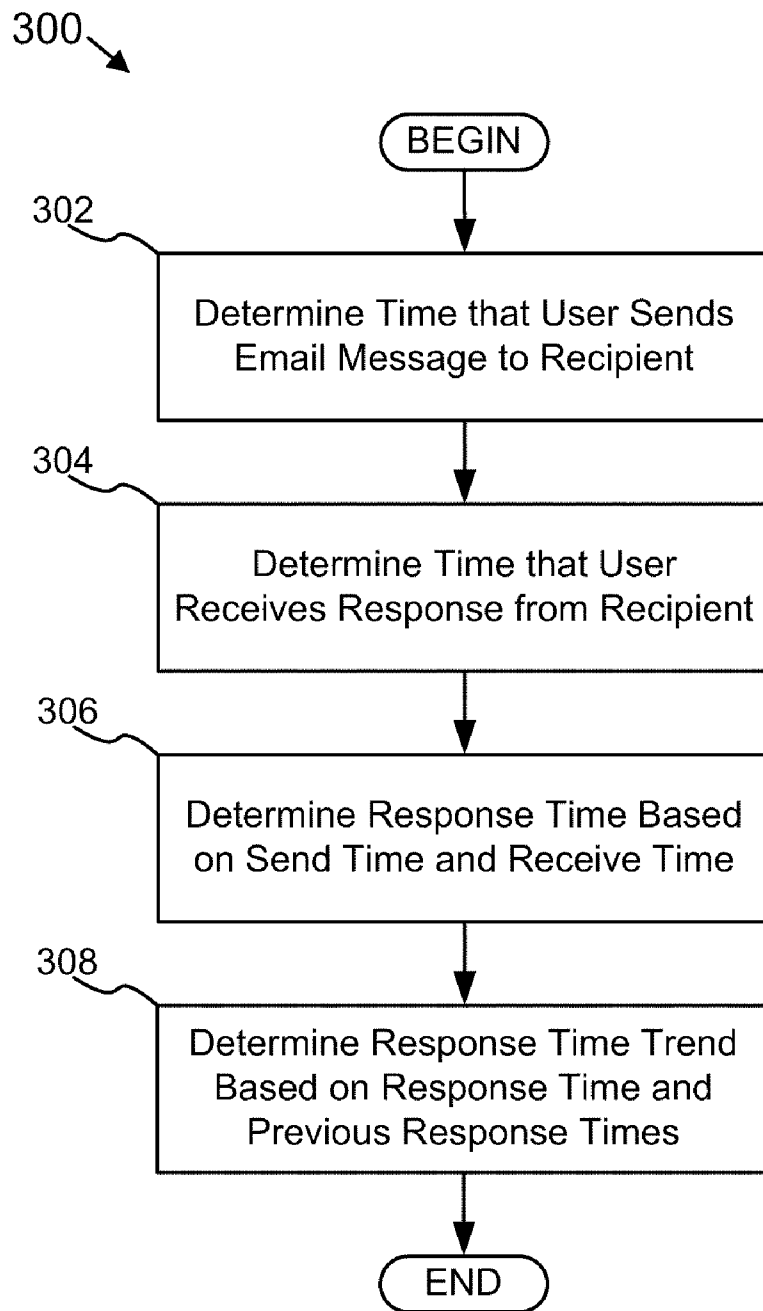 300
BEGIN
302
Determine Time that User Sends
Email Message to Recipient
304
Determine Time that User
Receives Response from Recipient
306
Determine Response Time Based
on Send Time and Receive Time
308
Determine Response Time Trend
Based on Response Time and
Previous Response Times
END